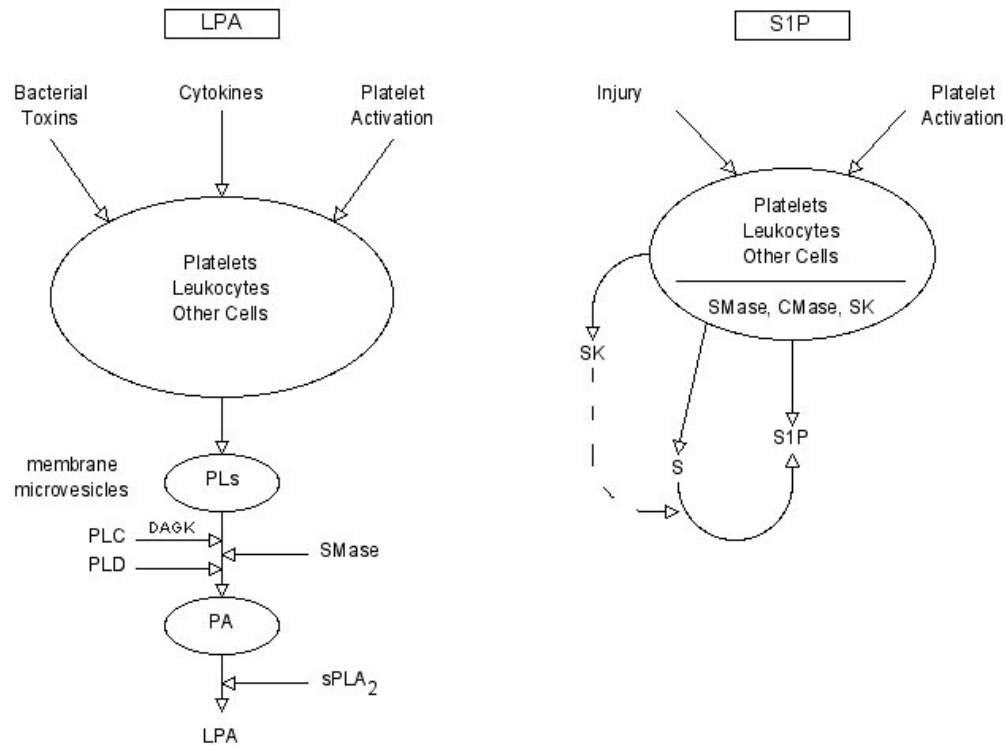 LPA
Bacterial
Toxins
Cytokines
Platelet
Activation
Platelets
Leukocytes
Other Cells
membrane
microvesicles
PLs
PLC
DAGK
PLD
SMase
PA
sPLA2
LPA
S1P
Injury
Platelet
Activation
Platelets
Leukocytes
Other Cells
SMase, CMase, SK
SK
S
S1P